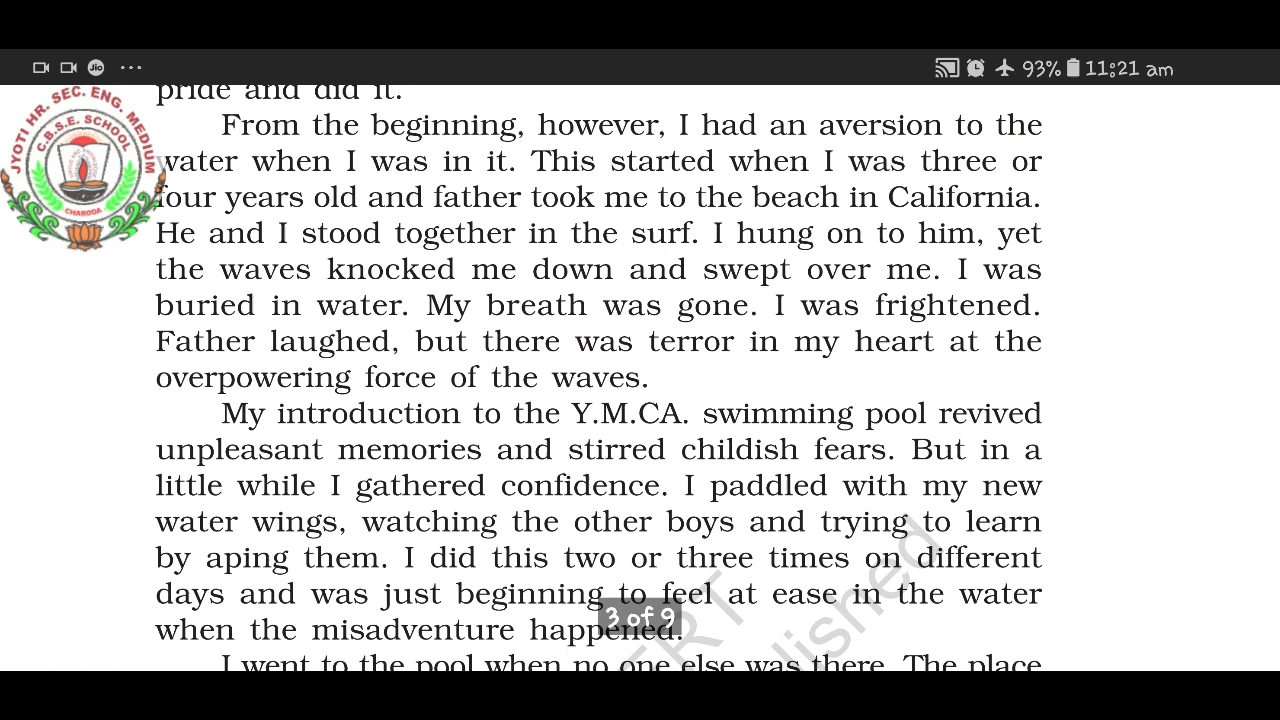 Jio ... 93% 11:21 am
JYOTI HR. SEC. ENG. MEDIUM
C.B.S.E. SCHOOL
CHARODA
pride and did it.
From the beginning, however, I had an aversion to the
water when I was in it. This started when I was three or
four years old and father took me to the beach in California.
He and I stood together in the surf. I hung on to him, yet
the waves knocked me down and swept over me. I was
buried in water. My breath was gone. I was frightened.
Father laughed, but there was terror in my heart at the
overpowering force of the waves.
My introduction to the Y.M.CA. swimming pool revived
unpleasant memories and stirred childish fears. But in a
little while I gathered confidence. I paddled with my new
water wings, watching the other boys and trying to learn
by aping them. I did this two or three times on different
days and was just beginning to feel at ease in the water
when the misadventure happened.
3 of 9
I went to the pool when no one else was there. The place